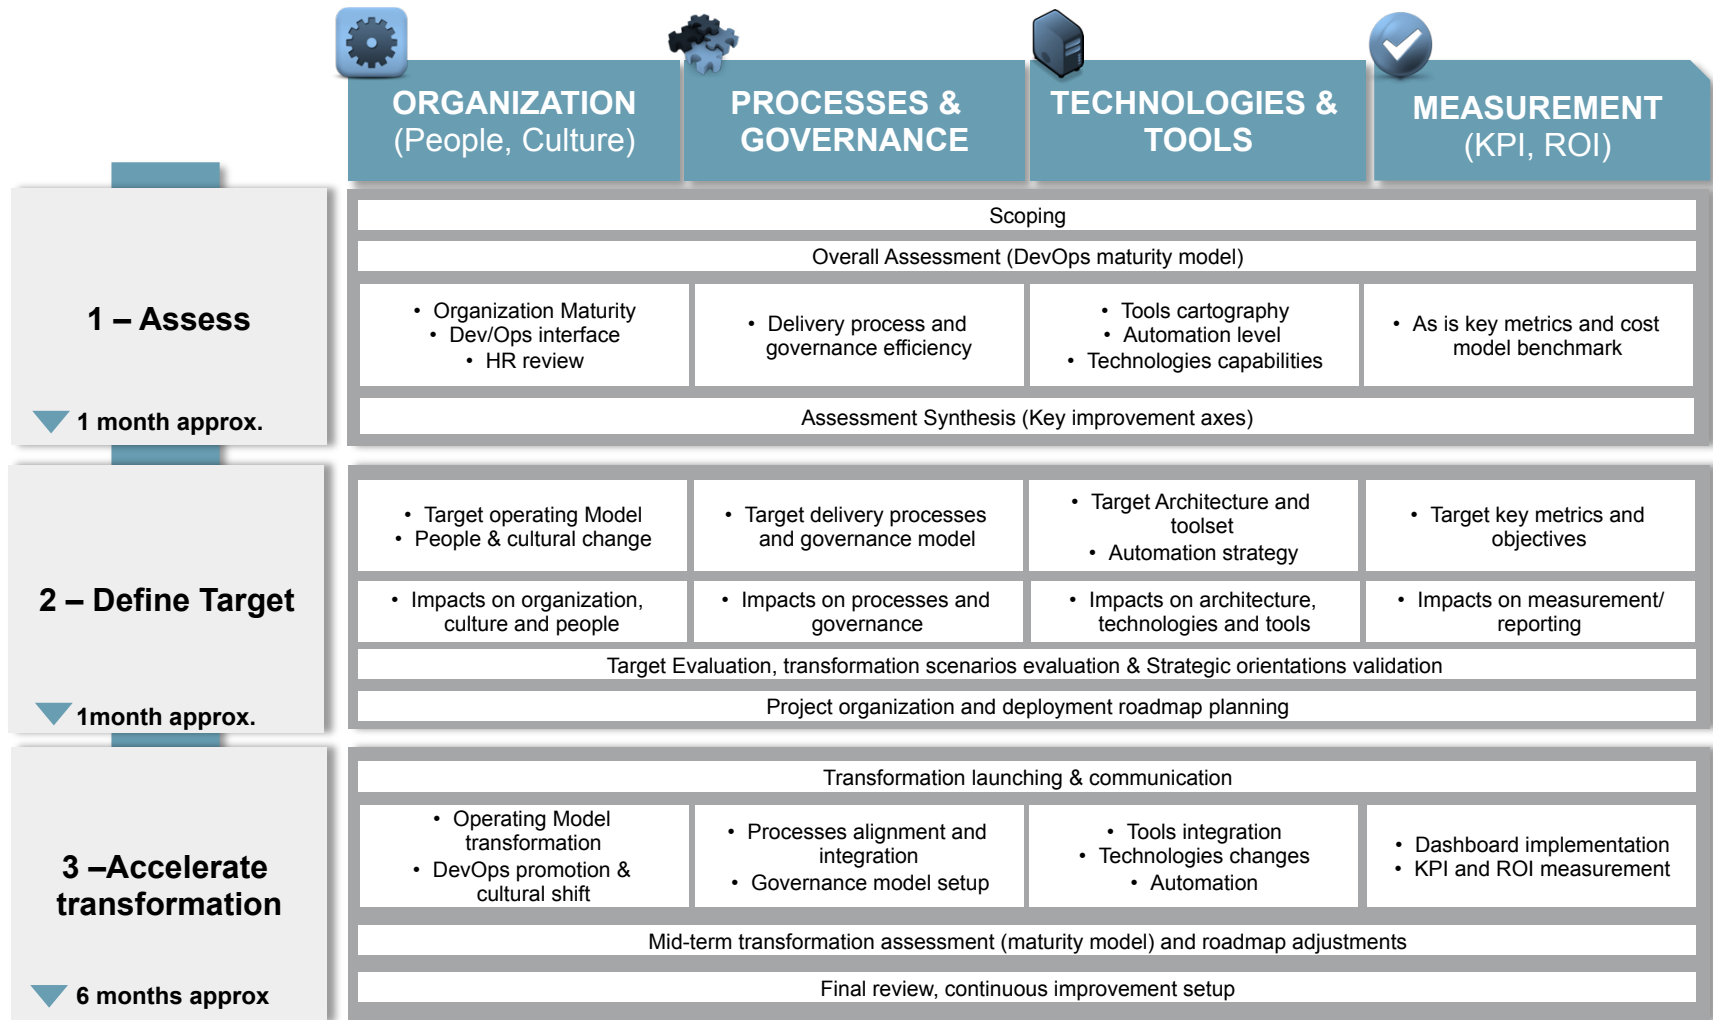 ORGANIZATION
(People, Culture)
PROCESSES &
GOVERNANCE
TECHNOLOGIES &
TOOLS
MEASUREMENT
(KPI, ROI)
1 – Assess
1 month approx.
Scoping
Overall Assessment (DevOps maturity model)
• Organization Maturity
• Dev/Ops interface
• HR review
• Delivery process and
governance efficiency
• Tools cartography
• Automation level
• Technologies capabilities
• As is key metrics and cost
model benchmark
Assessment Synthesis (Key improvement axes)
2 – Define Target
1month approx.
• Target operating Model
• People & cultural change
• Target delivery processes
and governance model
• Target Architecture and
toolset
• Automation strategy
• Target key metrics and
objectives
• Impacts on organization,
culture and people
• Impacts on processes and
governance
• Impacts on architecture,
technologies and tools
• Impacts on measurement/
reporting
Target Evaluation, transformation scenarios evaluation & Strategic orientations validation
Project organization and deployment roadmap planning
3 –Accelerate
transformation
6 months approx
Transformation launching & communication
• Operating Model
transformation
• DevOps promotion &
cultural shift
• Processes alignment and
integration
• Governance model setup
• Tools integration
• Technologies changes
• Automation
• Dashboard implementation
• KPI and ROI measurement
Mid-term transformation assessment (maturity model) and roadmap adjustments
Final review, continuous improvement setup